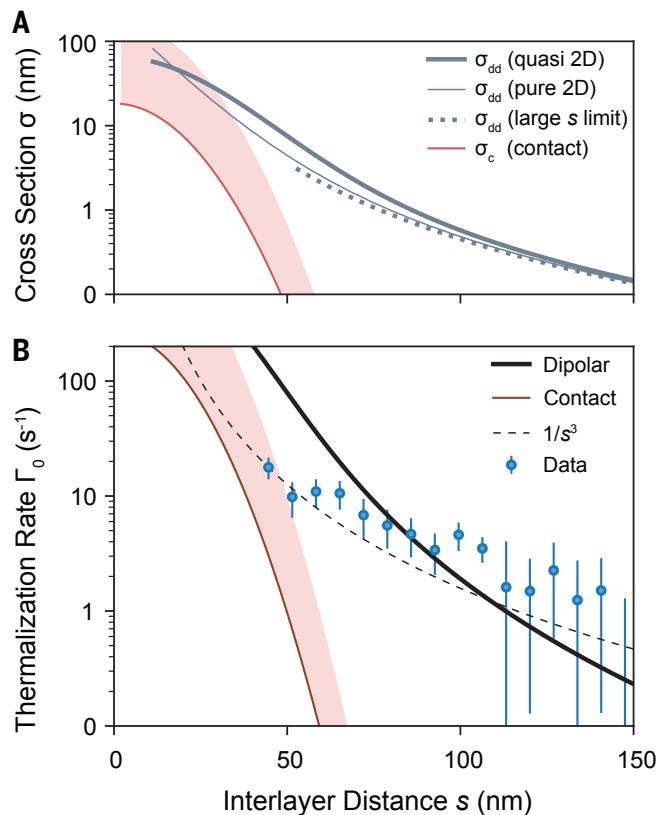 A
Cross Section σ (nm)
100
10
1
0
σdd (quasi 2D)
σdd (pure 2D)
σdd (large s limit)
σc (contact)
B
Thermalization Rate Γ0 (s-1)
100
10
1
0
Dipolar
Contact
1/s3
Data
0 50 100 150
Interlayer Distance s (nm)